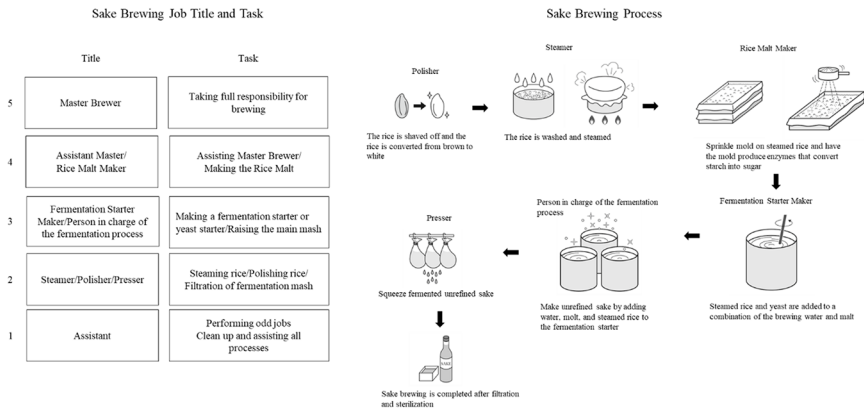 Sake Brewing Job Title and Task
Title
Task
5
Master Brewer
Taking full responsibility for
brewing
4
Assistant Master/
Rice Malt Maker
Assisting Master Brewer/
Making the Rice Malt
3
Fermentation Starter
Maker/Person in charge of
the fermentation process
Making a fermentation starter or
yeast starter/Raising the main mash
2
Steamer/Polisher/Presser
Steaming rice/Polishing rice/
Filtration of fermentation mash
1
Assistant
Performing odd jobs
Clean up and assisting all
processes
Sake Brewing Process
Polisher
The rice is shaved off and the
rice is converted from brown to
white
Steamer
The rice is washed and steamed
Rice Malt Maker
Sprinkle mold on steamed rice and have
the mold produce enzymes that convert
starch into sugar
Fermentation Starter Maker
Steamed rice and yeast are added to a
combination of the brewing water and malt
Person in charge of the fermentation
process
Make unrefined sake by adding
water, molt, and steamed rice to
the fermentation starter
Presser
Squeeze fermented unrefined sake
Sake brewing is completed after filtration
and sterilization